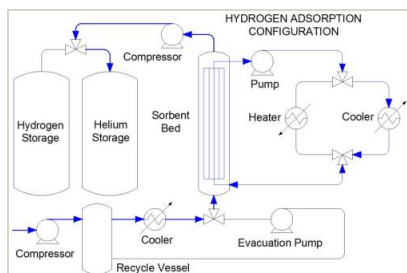 HYDROGEN ADSORPTION
CONFIGURATION
Compressor
Pump
Hydrogen
Storage
Helium
Storage
Sorbent
Bed
Heater
Cooler
Compressor
Cooler
Evacuation Pump
Recycle Vessel